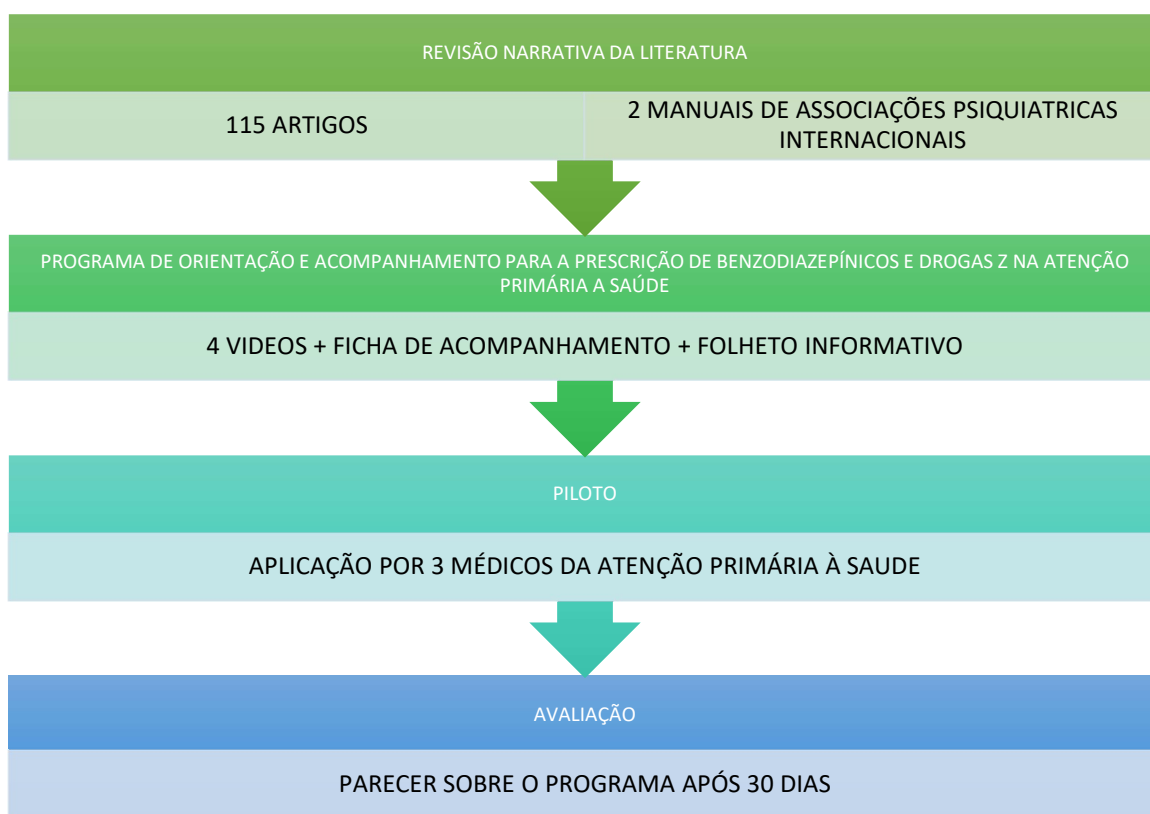 REVISÃO NARRATIVA DA LITERATURA
115 ARTIGOS
2 MANUAIS DE ASSOCIAÇÕES PSIQUIATRICAS
INTERNACIONAIS
PROGRAMA DE ORIENTAÇÃO E ACOMPANHAMENTO PARA A PRESCRIÇÃO DE BENZODIAZEPÍNICOS E DROGAS Z NA ATENÇÃO
PRIMÁRIA A SAÚDE
4 VIDEOS + FICHA DE ACOMPANHAMENTO + FOLHETO INFORMATIVO
PILOTO
APLICAÇÃO POR 3 MÉDICOS DA ATENÇÃO PRIMÁRIA À SAUDE
AVALIAÇÃO
PARECER SOBRE O PROGRAMA APÓS 30 DIAS